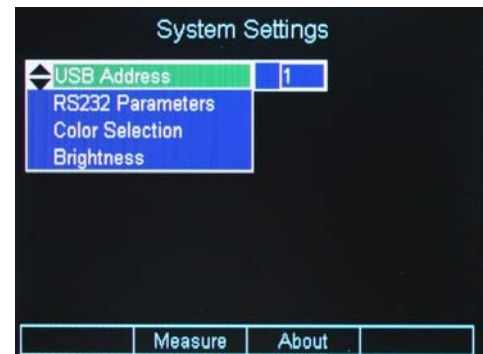 System Settings
USB Address 1
RS232 Parameters
Color Selection
Brightness
Measure About